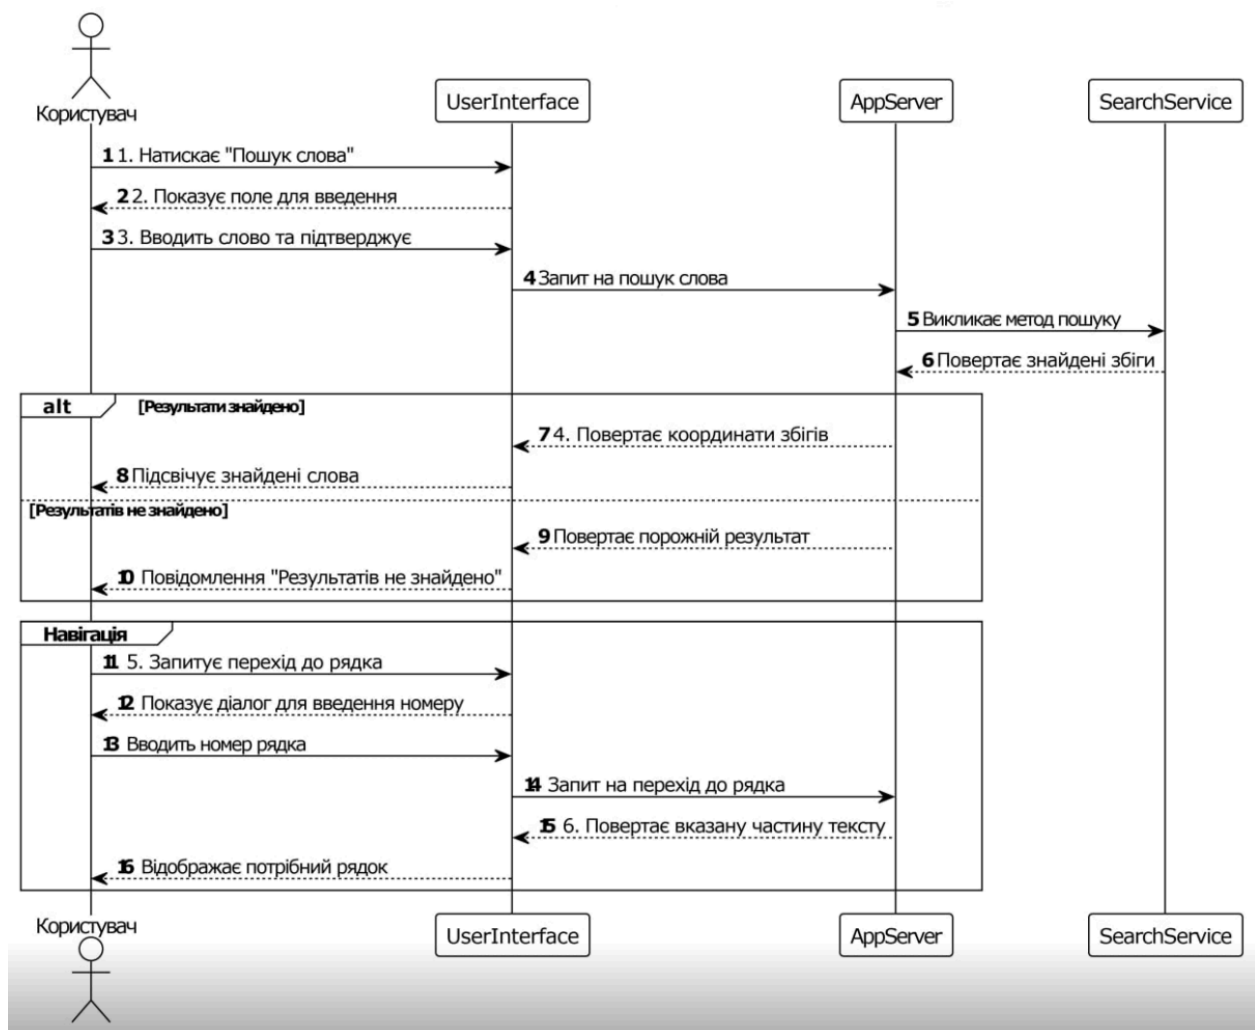 Користувач
UserInterface
AppServer
SearchService
1 1. Натискає "Пошук слова"
2 2. Показує поле для введення
3 3. Вводить слово та підтверджує
4 Запит на пошук слова
5 Викликає метод пошуку
6 Повертає знайдені збіги
alt [Результати знайдено]
7 4. Повертає координати збігів
8 Підсвічує знайдені слова
[Результатів не знайдено]
9 Повертає порожній результат
10 Повідомлення "Результатів не знайдено"
Навігація
11 5. Запитує перехід до рядка
12 Показує діалог для введення номеру
13 Вводить номер рядка
14 Запит на перехід до рядка
15 6. Повертає вказану частину тексту
16 Відображає потрібний рядок
Користувач
UserInterface
AppServer
SearchService